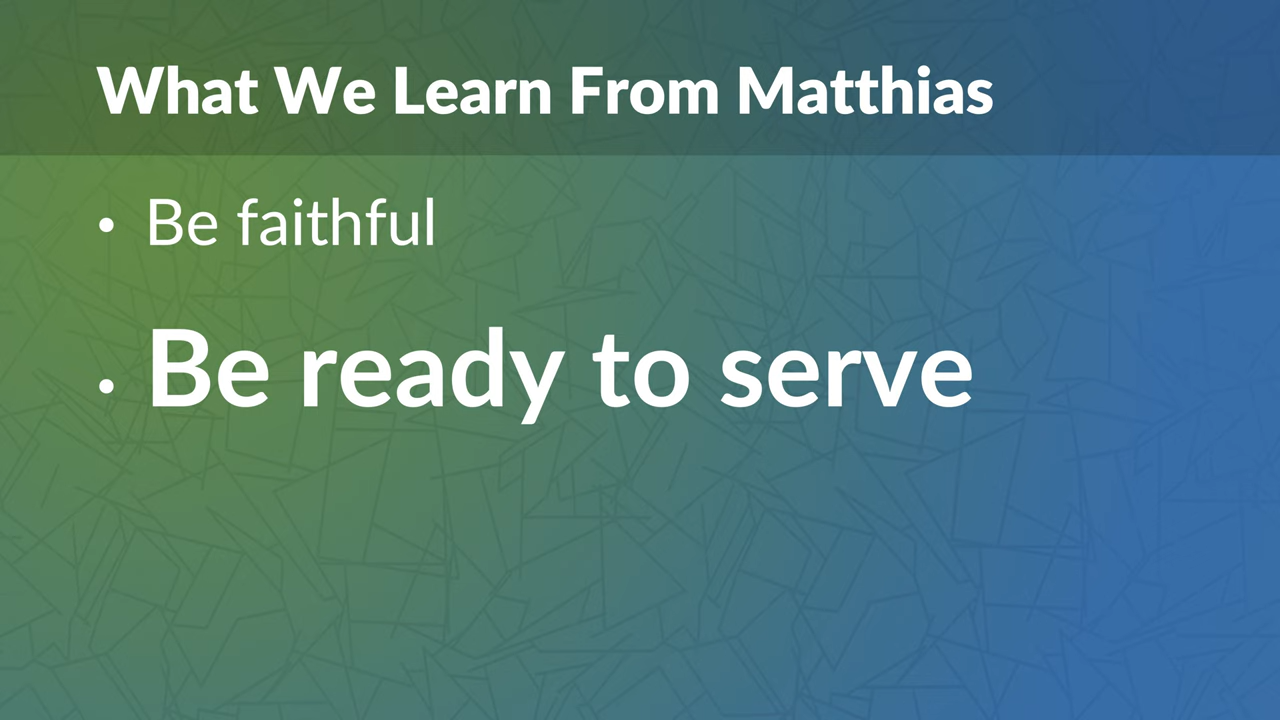 What We Learn From Matthias
• Be faithful
• Be ready to serve